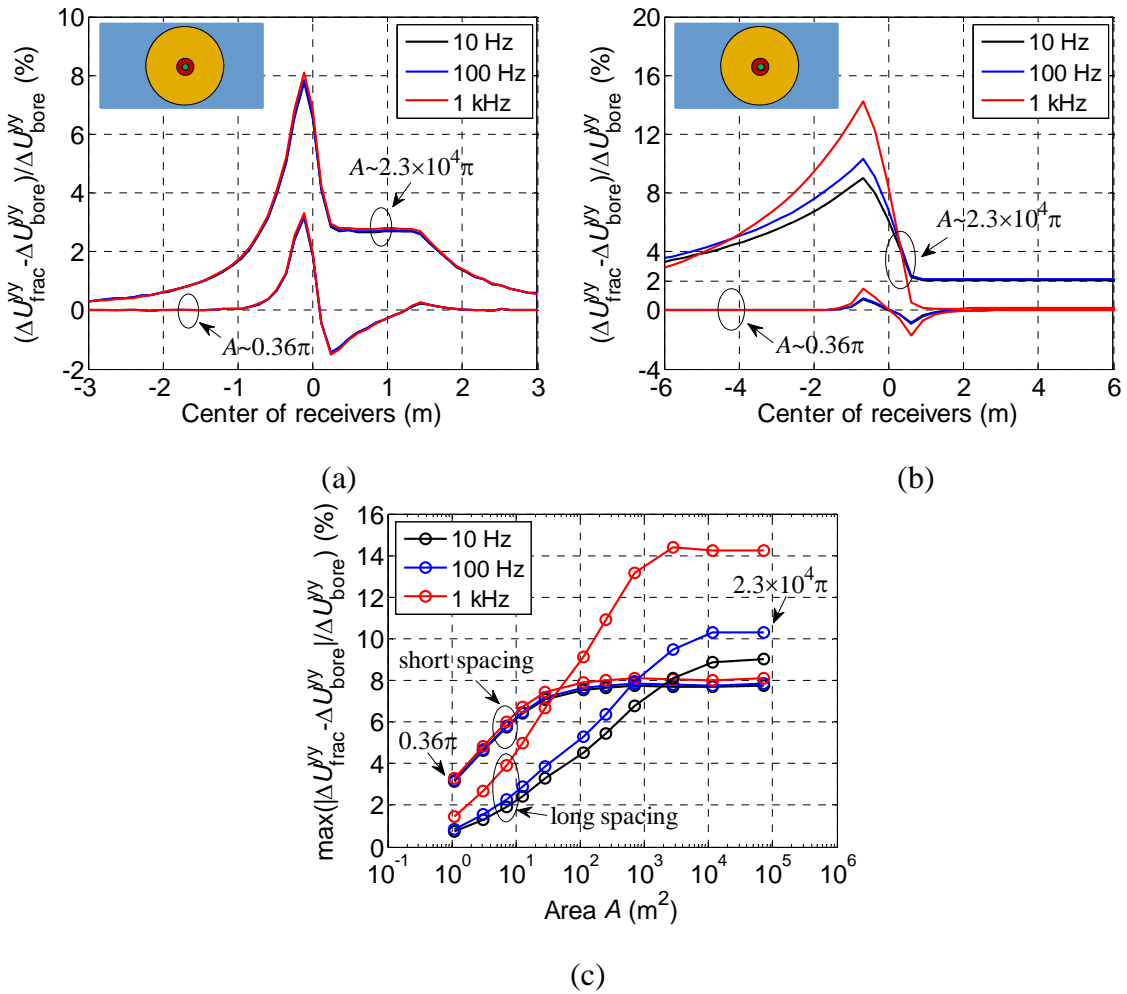 (ΔU^yy_frac-ΔU^yy_bore)/ΔU^yy_bore (%)
10
8
6
4
2
0
-2
10 Hz
100 Hz
1 kHz
A~2.3×10^4π
A~0.36π
-3 -2 -1 0 1 2 3
Center of receivers (m)
(a)
(ΔU^yy_frac-ΔU^yy_bore)/ΔU^yy_bore (%)
20
16
12
8
4
2
0
-4
10 Hz
100 Hz
1 kHz
A~2.3×10^4π
A~0.36π
-6 -4 -2 0 2 4 6
Center of receivers (m)
(b)
max(|ΔU^yy_frac-ΔU^yy_bore|/ΔU^yy_bore) (%)
16
14
12
10
8
6
4
2
0
10 Hz
100 Hz
1 kHz
2.3×10^4π
short spacing
0.36π
long spacing
10^-1 10^0 10^1 10^2 10^3 10^4 10^5 10^6
Area A (m^2)
(c)